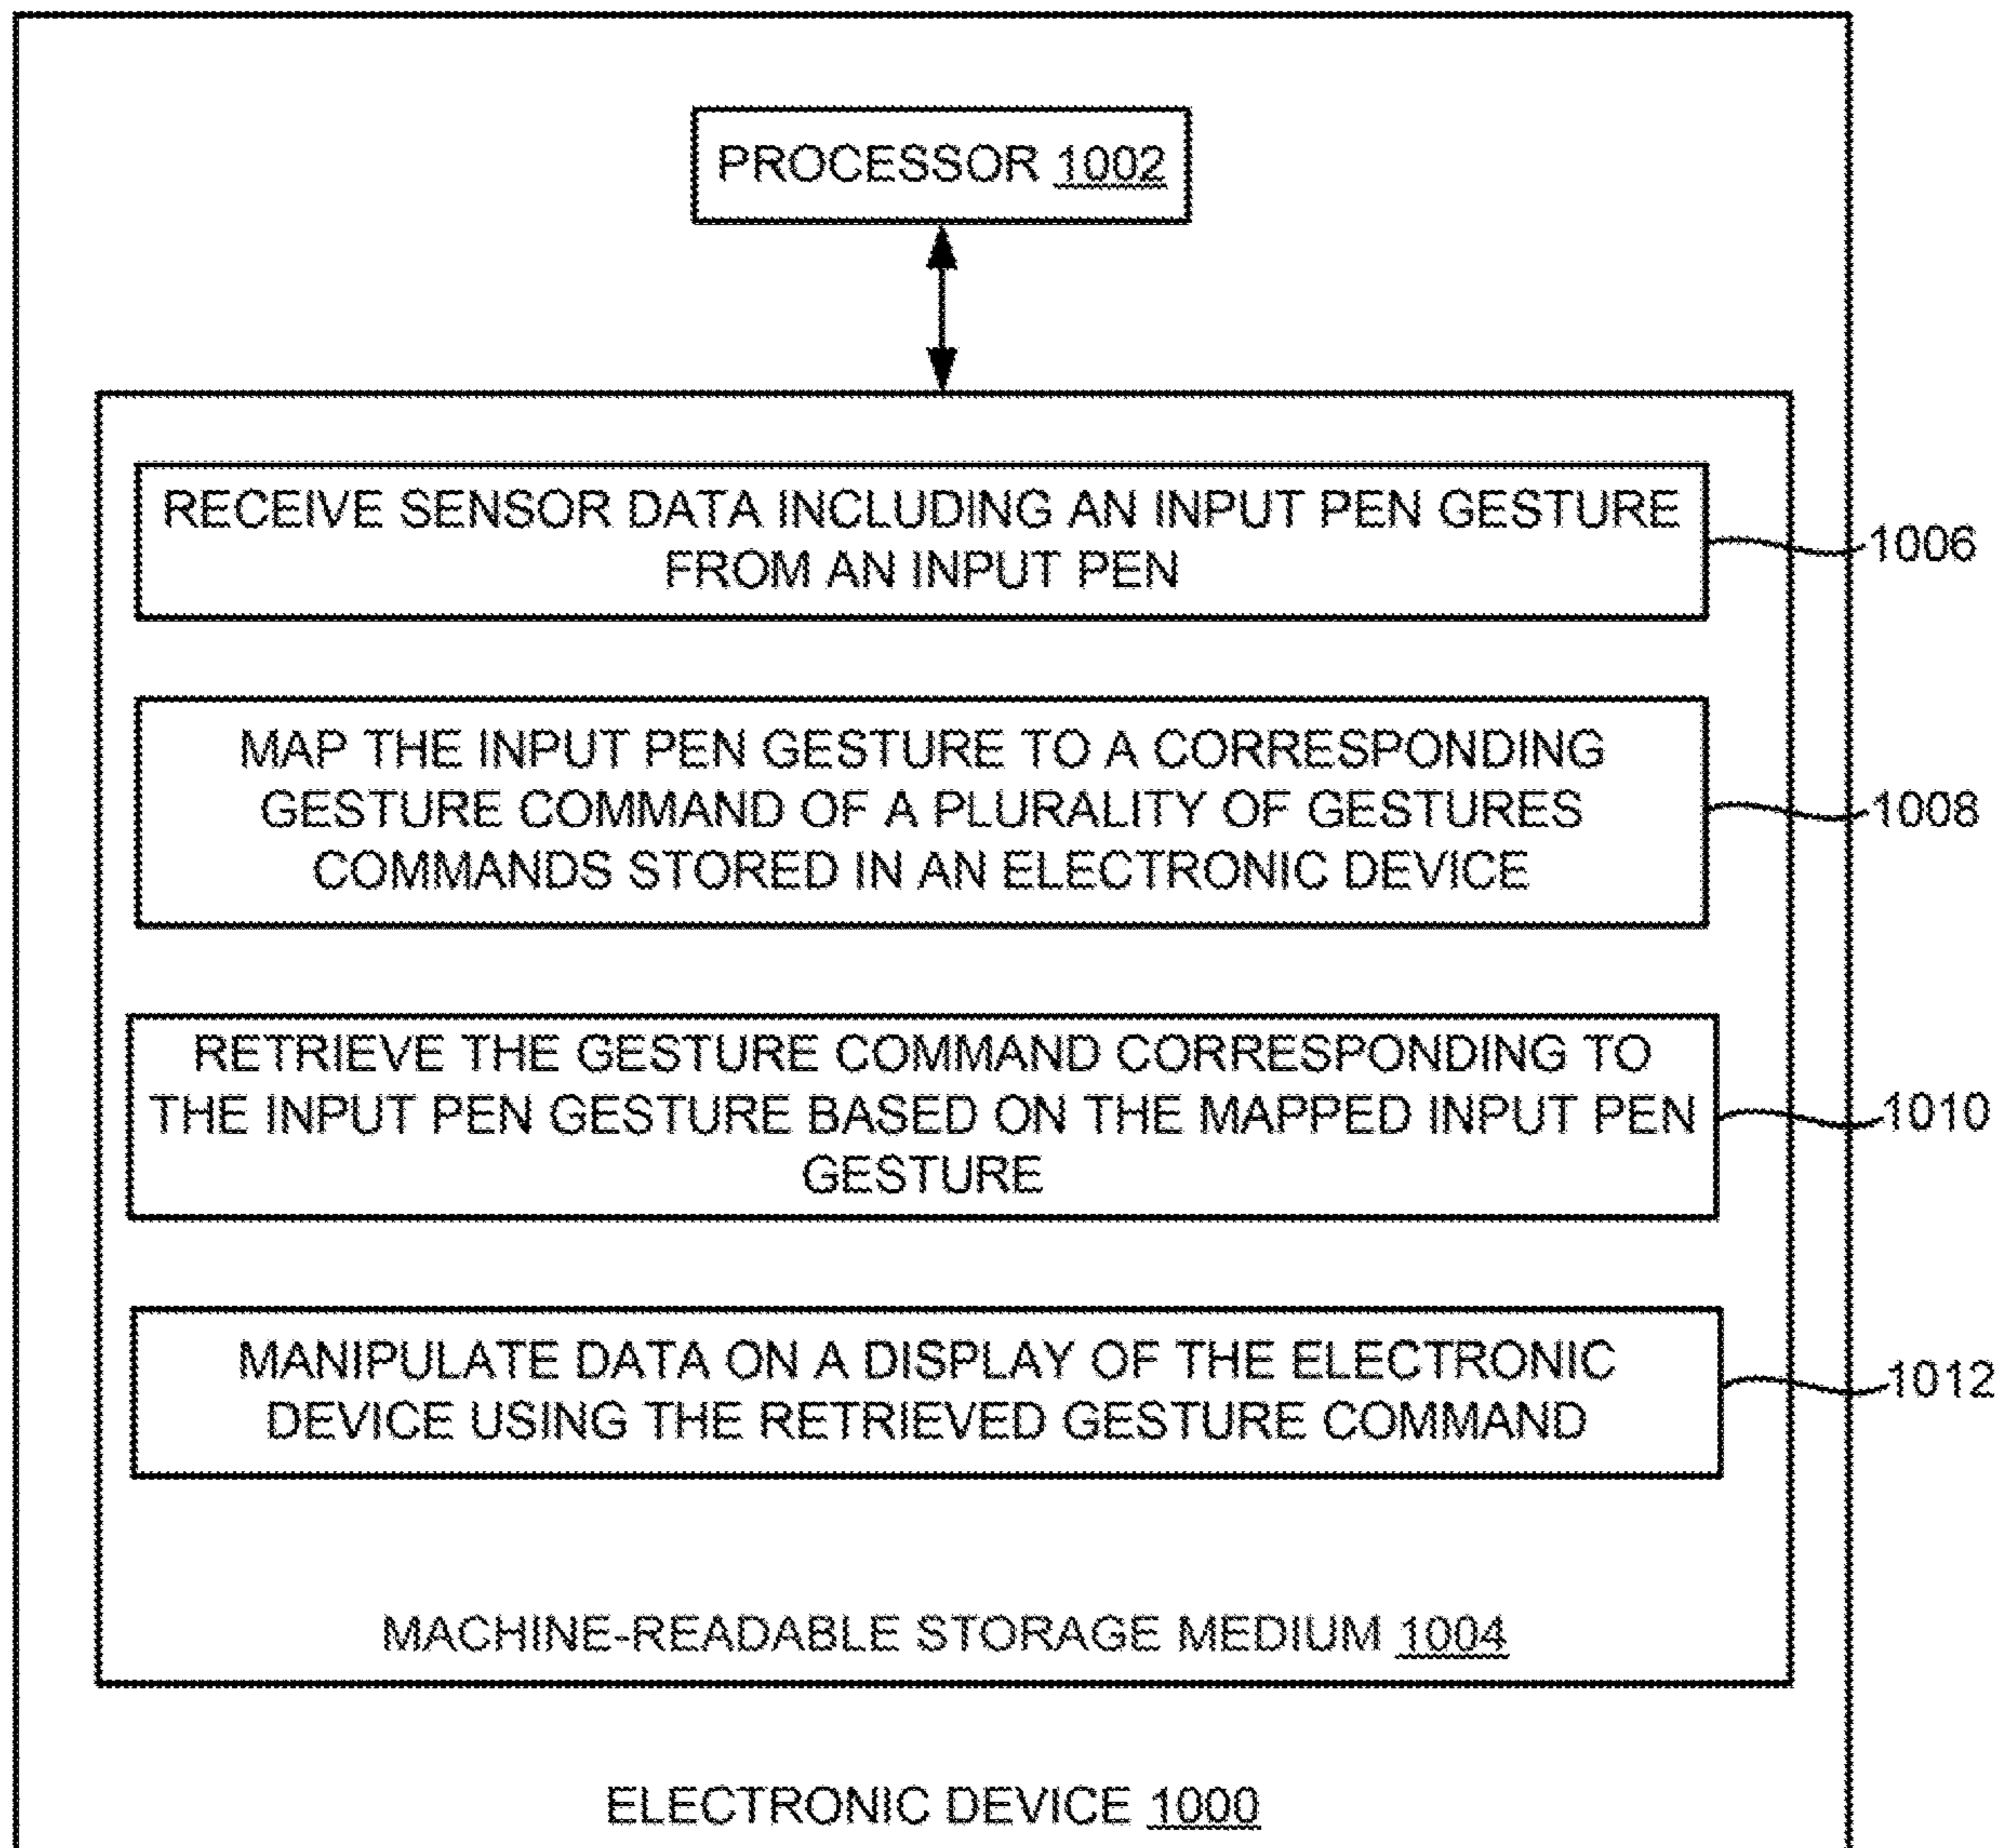 PROCESSOR 1002
RECEIVE SENSOR DATA INCLUDING AN INPUT PEN GESTURE
FROM AN INPUT PEN
1006
MAP THE INPUT PEN GESTURE TO A CORRESPONDING
GESTURE COMMAND OF A PLURALITY OF GESTURES
COMMANDS STORED IN AN ELECTRONIC DEVICE
1008
RETRIEVE THE GESTURE COMMAND CORRESPONDING TO
THE INPUT PEN GESTURE BASED ON THE MAPPED INPUT PEN
GESTURE
1010
MANIPULATE DATA ON A DISPLAY OF THE ELECTRONIC
DEVICE USING THE RETRIEVED GESTURE COMMAND
1012
MACHINE-READABLE STORAGE MEDIUM 1004
ELECTRONIC DEVICE 1000